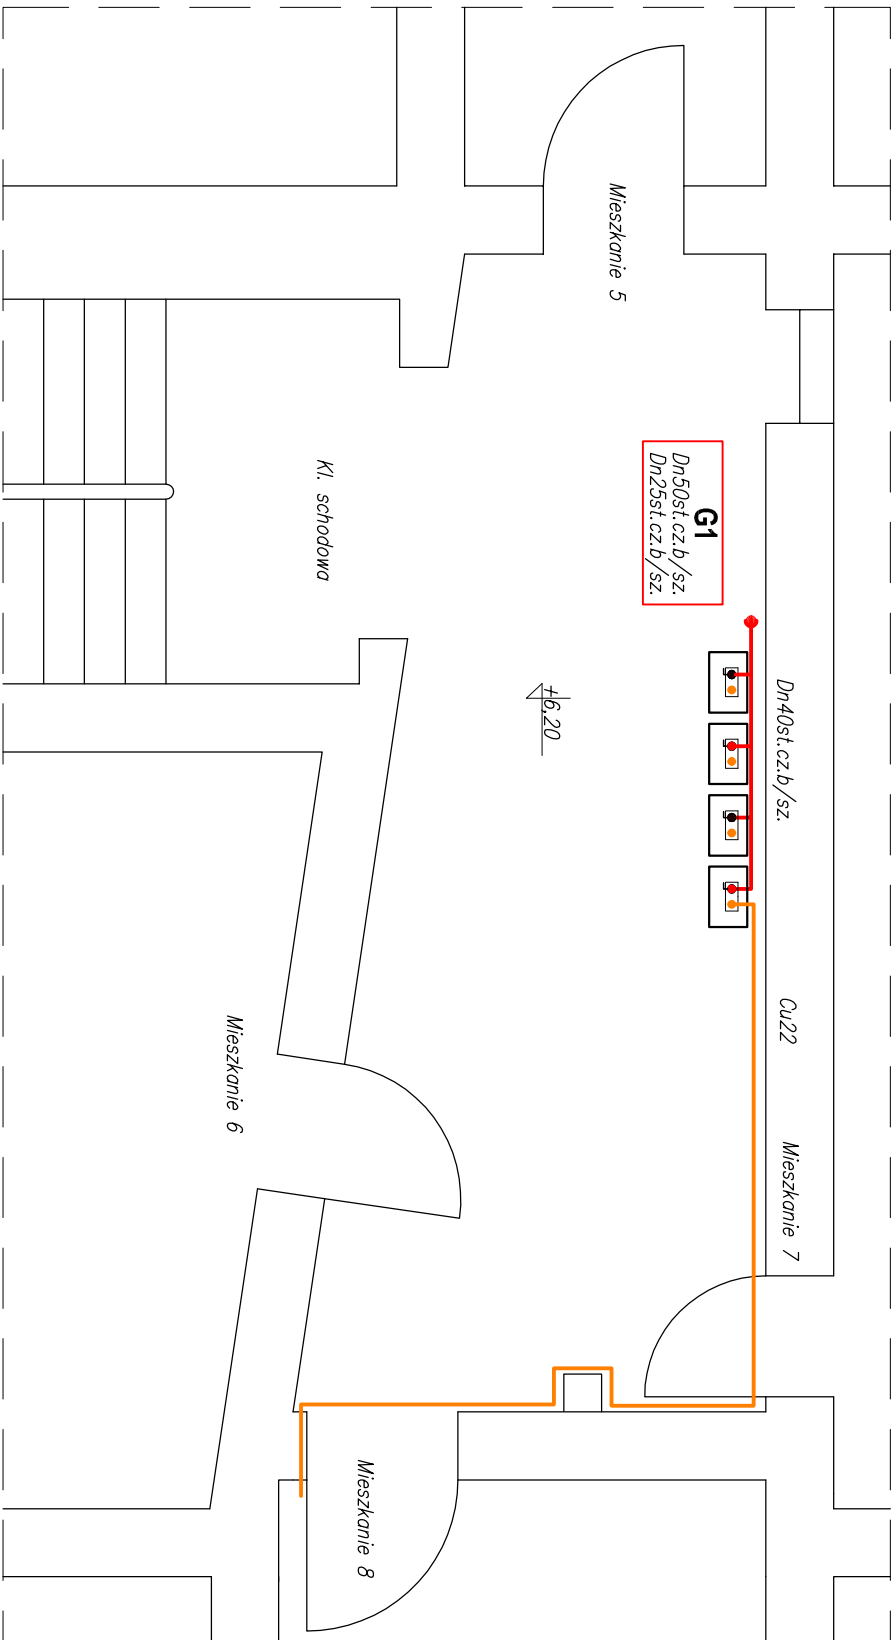 Mieszkanie 5
G1
Dn50st.cz.b/sz.
Dn25st.cz.b/sz.
Kl. schodowa
Dn40st.cz.b/sz.
+6,20
Cu22
Mieszkanie 6
Mieszkanie 7
Mieszkanie 8